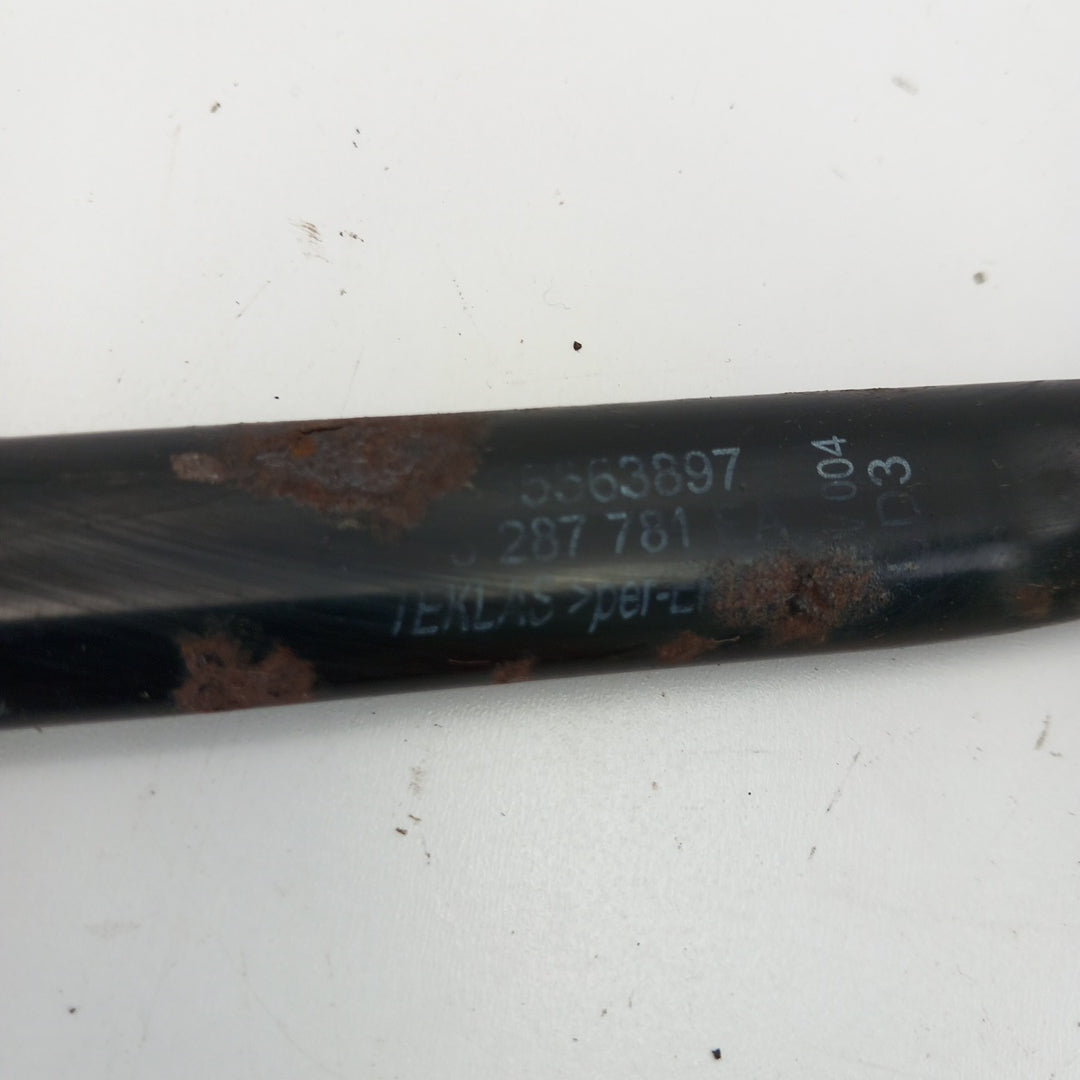 5563897
287 781
TEKLAS >per-E
004
D3